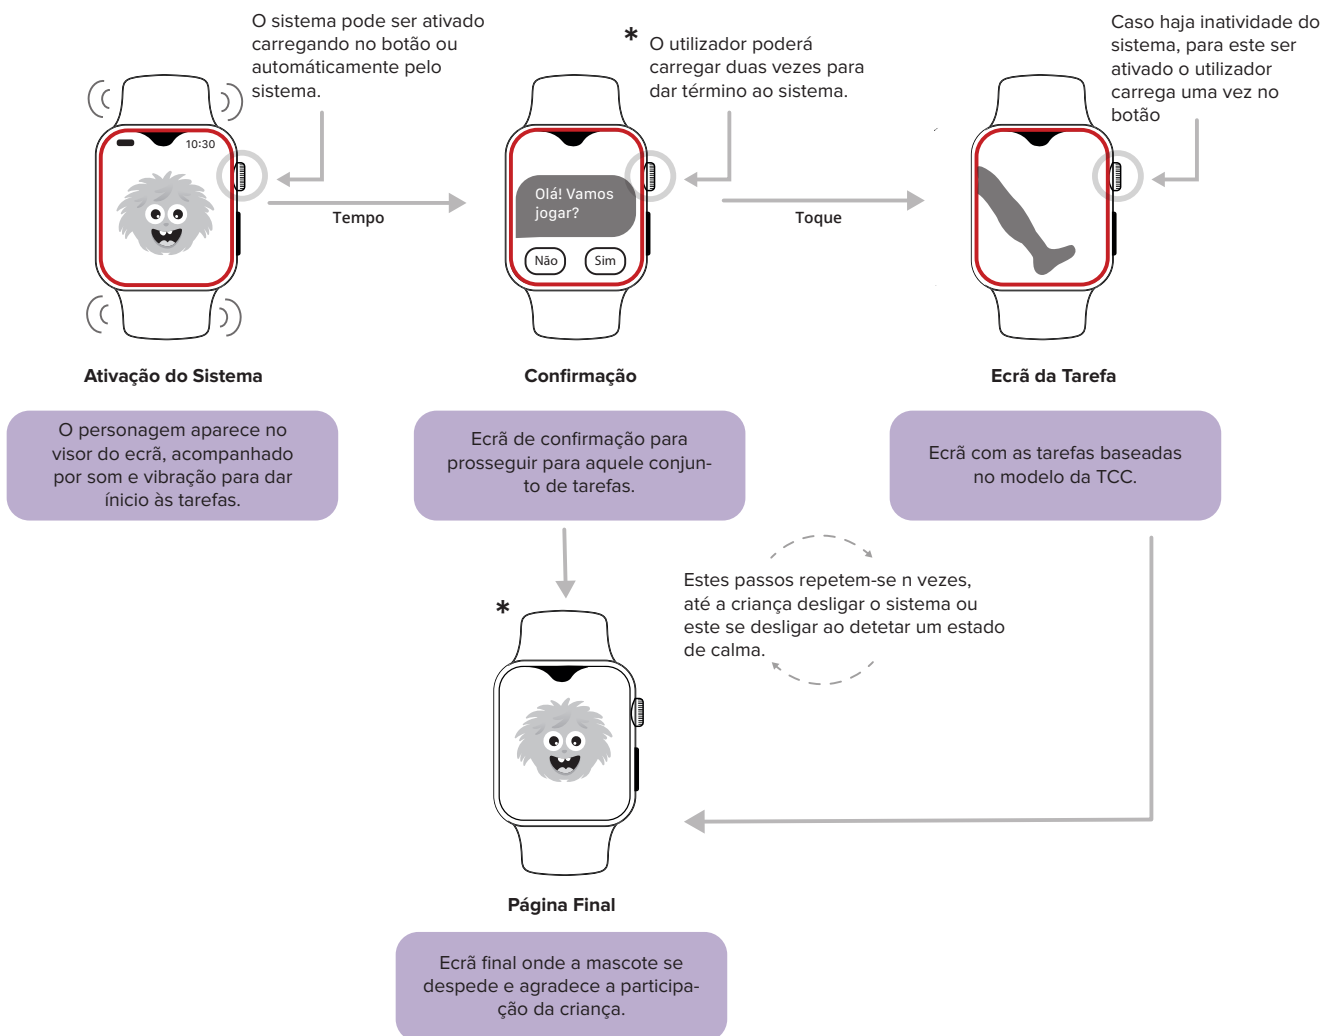 O sistema pode ser ativado
carregando no botão ou
automáticamente pelo
sistema.
* O utilizador poderá
carregar duas vezes para
dar término ao sistema.
Caso haja inatividade do
sistema, para este ser
ativado o utilizador
carrega uma vez no
botão
10:30
Tempo
Olá! Vamos
jogar?
Não
Sim
Toque
Ativação do Sistema
Confirmação
Ecrã da Tarefa
O personagem aparece no
visor do ecrã, acompanhado
por som e vibração para dar
ínicio às tarefas.
Ecrã de confirmação para
prosseguir para aquele conjun-
to de tarefas.
Ecrã com as tarefas baseadas
no modelo da TCC.
Estes passos repetem-se n vezes,
até a criança desligar o sistema ou
este se desligar ao detetar um estado
de calma.
*
Página Final
Ecrã final onde a mascote se
despede e agradece a participa-
ção da criança.